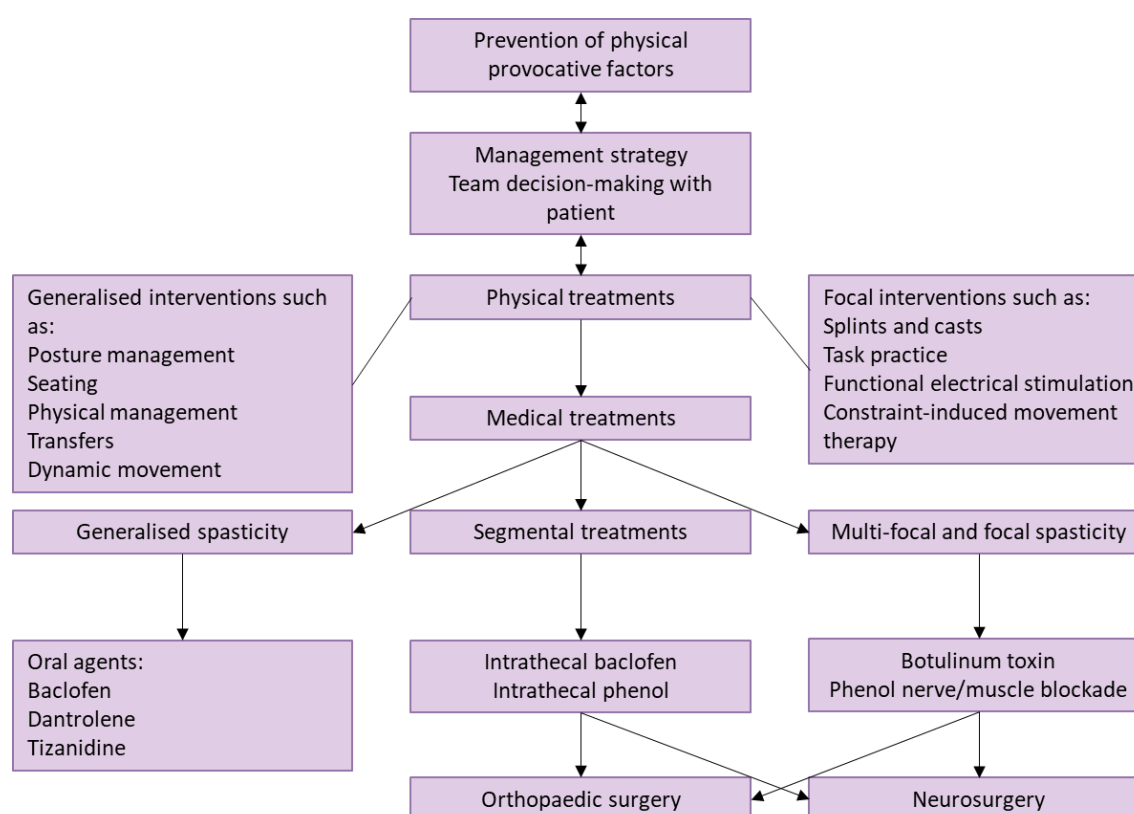 Prevention of physical
provocative factors
Management strategy
Team decision-making with
patient
Generalised interventions such
as:
Posture management
Seating
Physical management
Transfers
Dynamic movement
Physical treatments
Focal interventions such as:
Splints and casts
Task practice
Functional electrical stimulation
Constraint-induced movement
therapy
Medical treatments
Generalised spasticity
Segmental treatments
Multi-focal and focal spasticity
Oral agents:
Baclofen
Dantrolene
Tizanidine
Intrathecal baclofen
Intrathecal phenol
Botulinum toxin
Phenol nerve/muscle blockade
Orthopaedic surgery
Neurosurgery